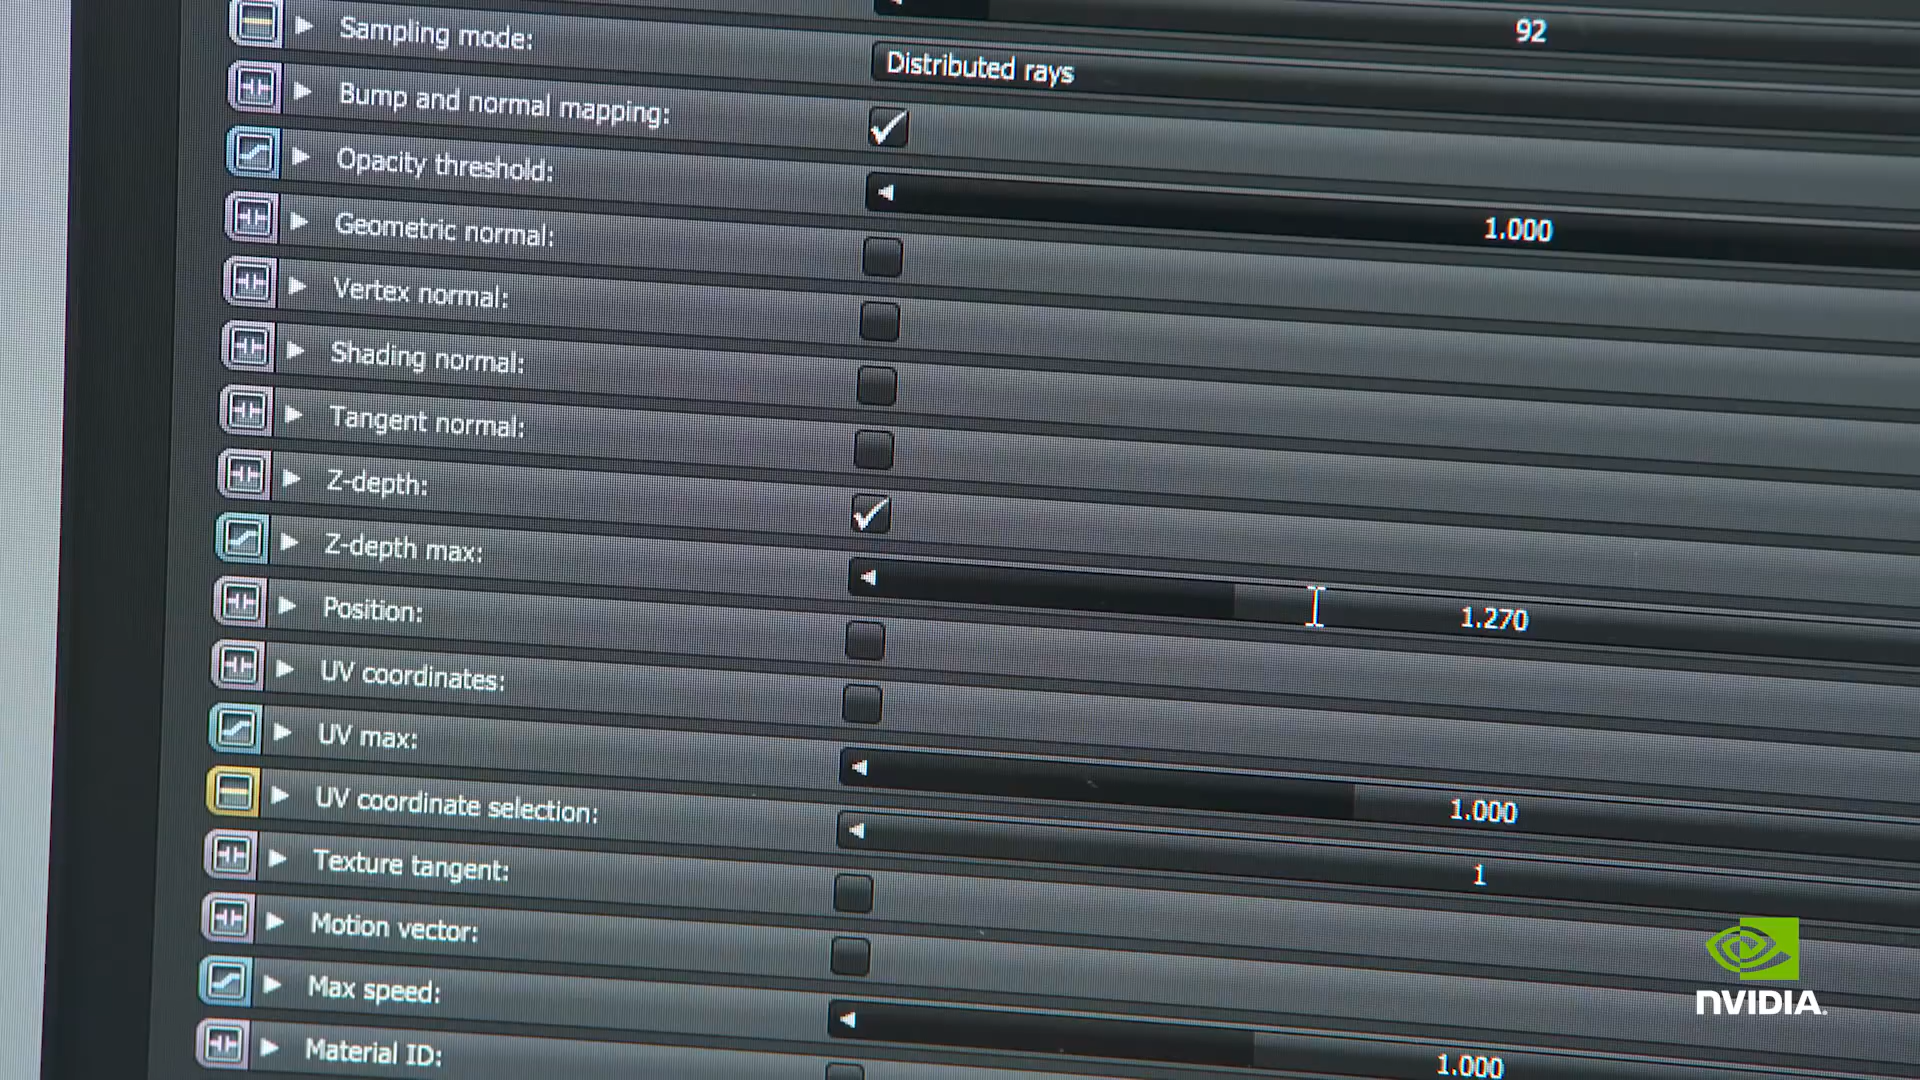 92
Sampling mode:
Distributed rays
Bump and normal mapping:
Opacity threshold:
1.000
Geometric normal:
Vertex normal:
Shading normal:
Tangent normal:
Z-depth:
Z-depth max:
1.270
Position:
UV coordinates:
UV max:
1.000
UV coordinate selection:
1
Texture tangent:
Motion vector:
Max speed:
1.000
Material ID:
NVIDIA.